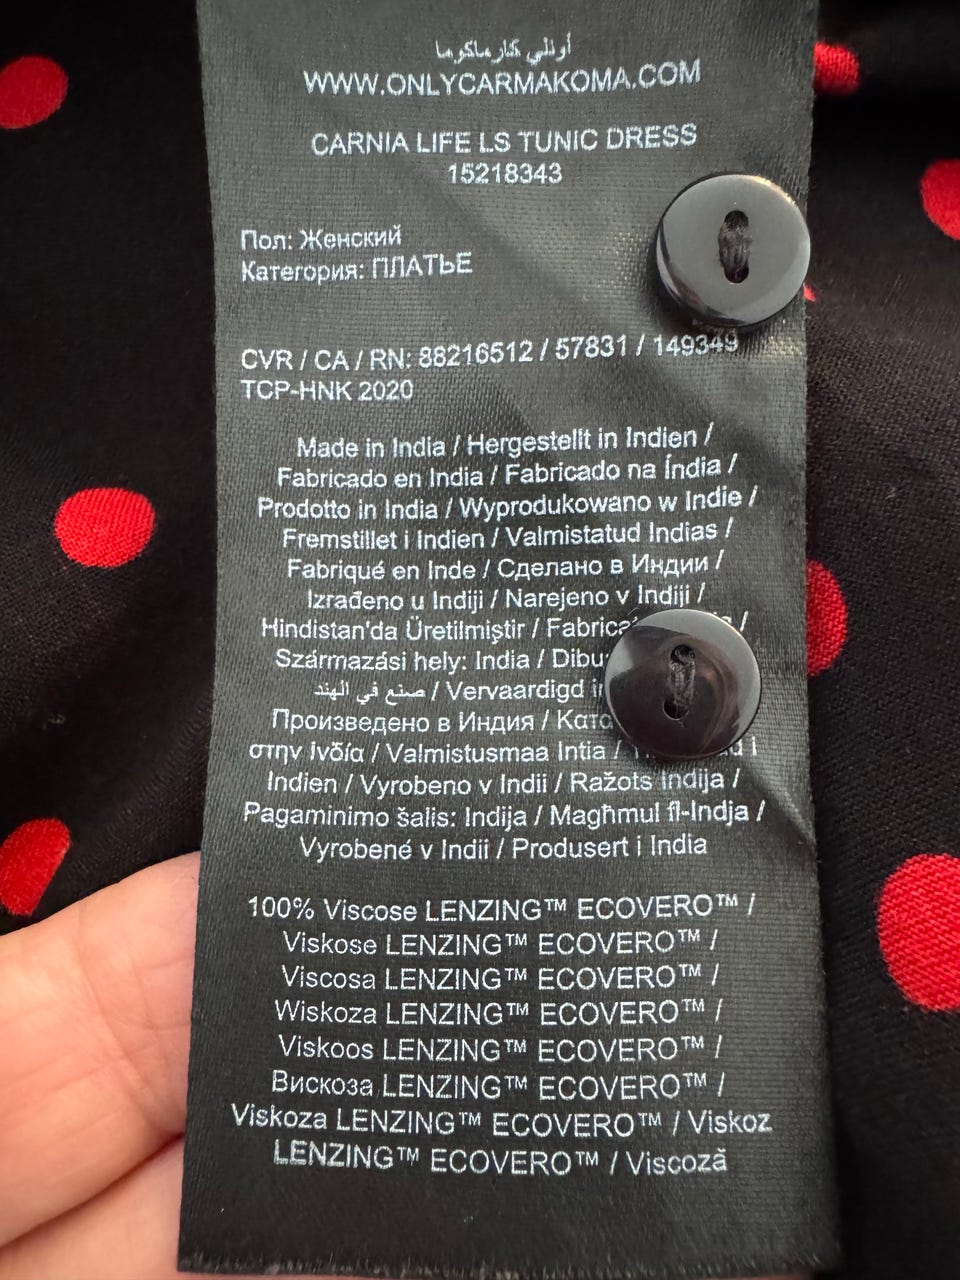 أونلي كارماكوما
WWW.ONLYCARMAKOMA.COM
CARNIA LIFE LS TUNIC DRESS
15218343
Пол: Женский
Категория: ПЛАТЬЕ
CVR / CA / RN: 88216512 / 57831 / 149349
TCP-HNK 2020
Made in India / Hergestellt in Indien /
Fabricado en India / Fabricado na Índia /
Prodotto in India / Wyprodukowano w Indie /
Fremstillet i Indien / Valmistatud Indias /
Fabriqué en Inde / Сделано в Индии /
Izrađeno u Indiji / Narejeno v Indiji /
Hindistan'da Üretilmiştir /
Származási hely: India /
صنع في الهند / Vervaardigd
Произведено в Индия /
στην Ινδία / Valmistusmaa Intia /
Indien / Vyrobeno v Indii / Ražots Indija /
Pagaminimo šalis: Indija / Magħmul fl-Indja /
Vyrobené v Indii / Produsert i India
100% Viscose LENZING™ ECOVERO™ /
Viskose LENZING™ ECOVERO™ /
Viscosa LENZING™ ECOVERO™ /
Wiskoza LENZING™ ECOVERO™ /
Viskoos LENZING™ ECOVERO™ /
Вискоза LENZING™ ECOVERO™ /
Viskoza LENZING™ ECOVERO™ / Viskoz
LENZING™ ECOVERO™ / Viscoză